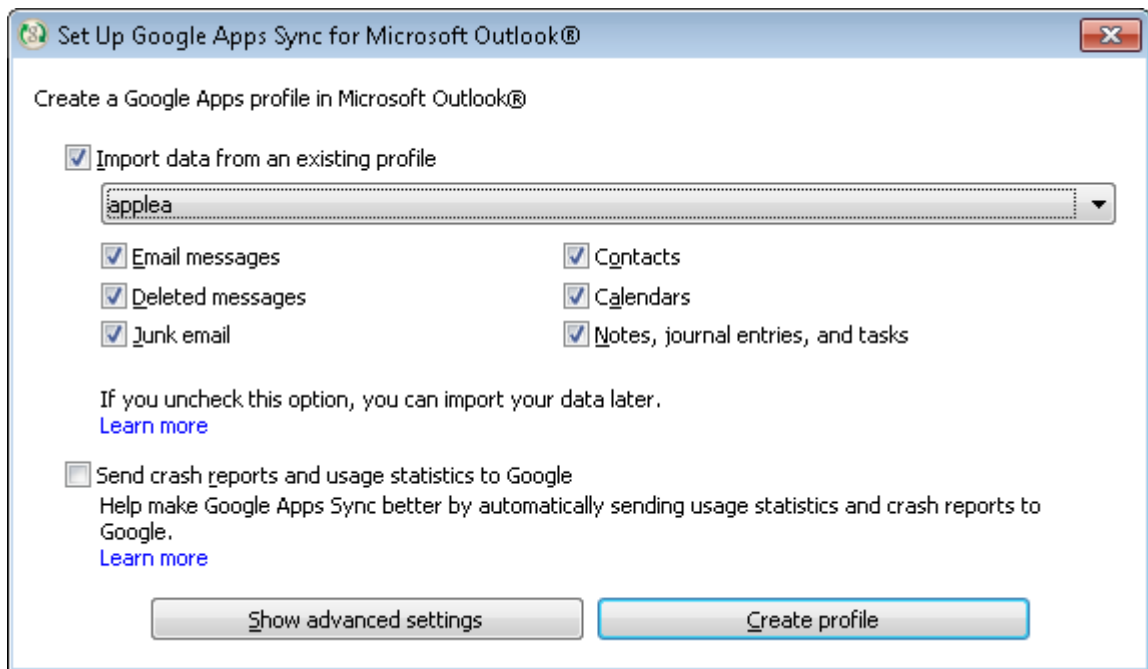 Set Up Google Apps Sync for Microsoft Outlook®
Create a Google Apps profile in Microsoft Outlook®
Import data from an existing profile
applea
Email messages
Contacts
Deleted messages
Calendars
Junk email
Notes, journal entries, and tasks
If you uncheck this option, you can import your data later.
Learn more
Send crash reports and usage statistics to Google
Help make Google Apps Sync better by automatically sending usage statistics and crash reports to
Google.
Learn more
Show advanced settings
Create profile